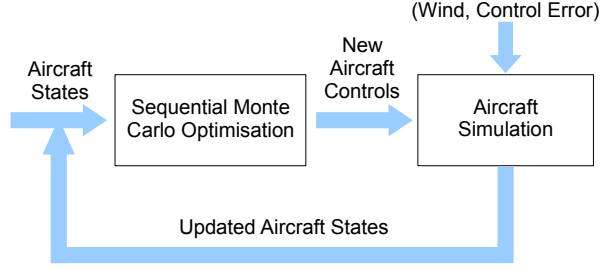 (Wind, Control Error)
New
Aircraft
Controls
Aircraft
States
Sequential Monte
Carlo Optimisation
Aircraft
Simulation
Updated Aircraft States